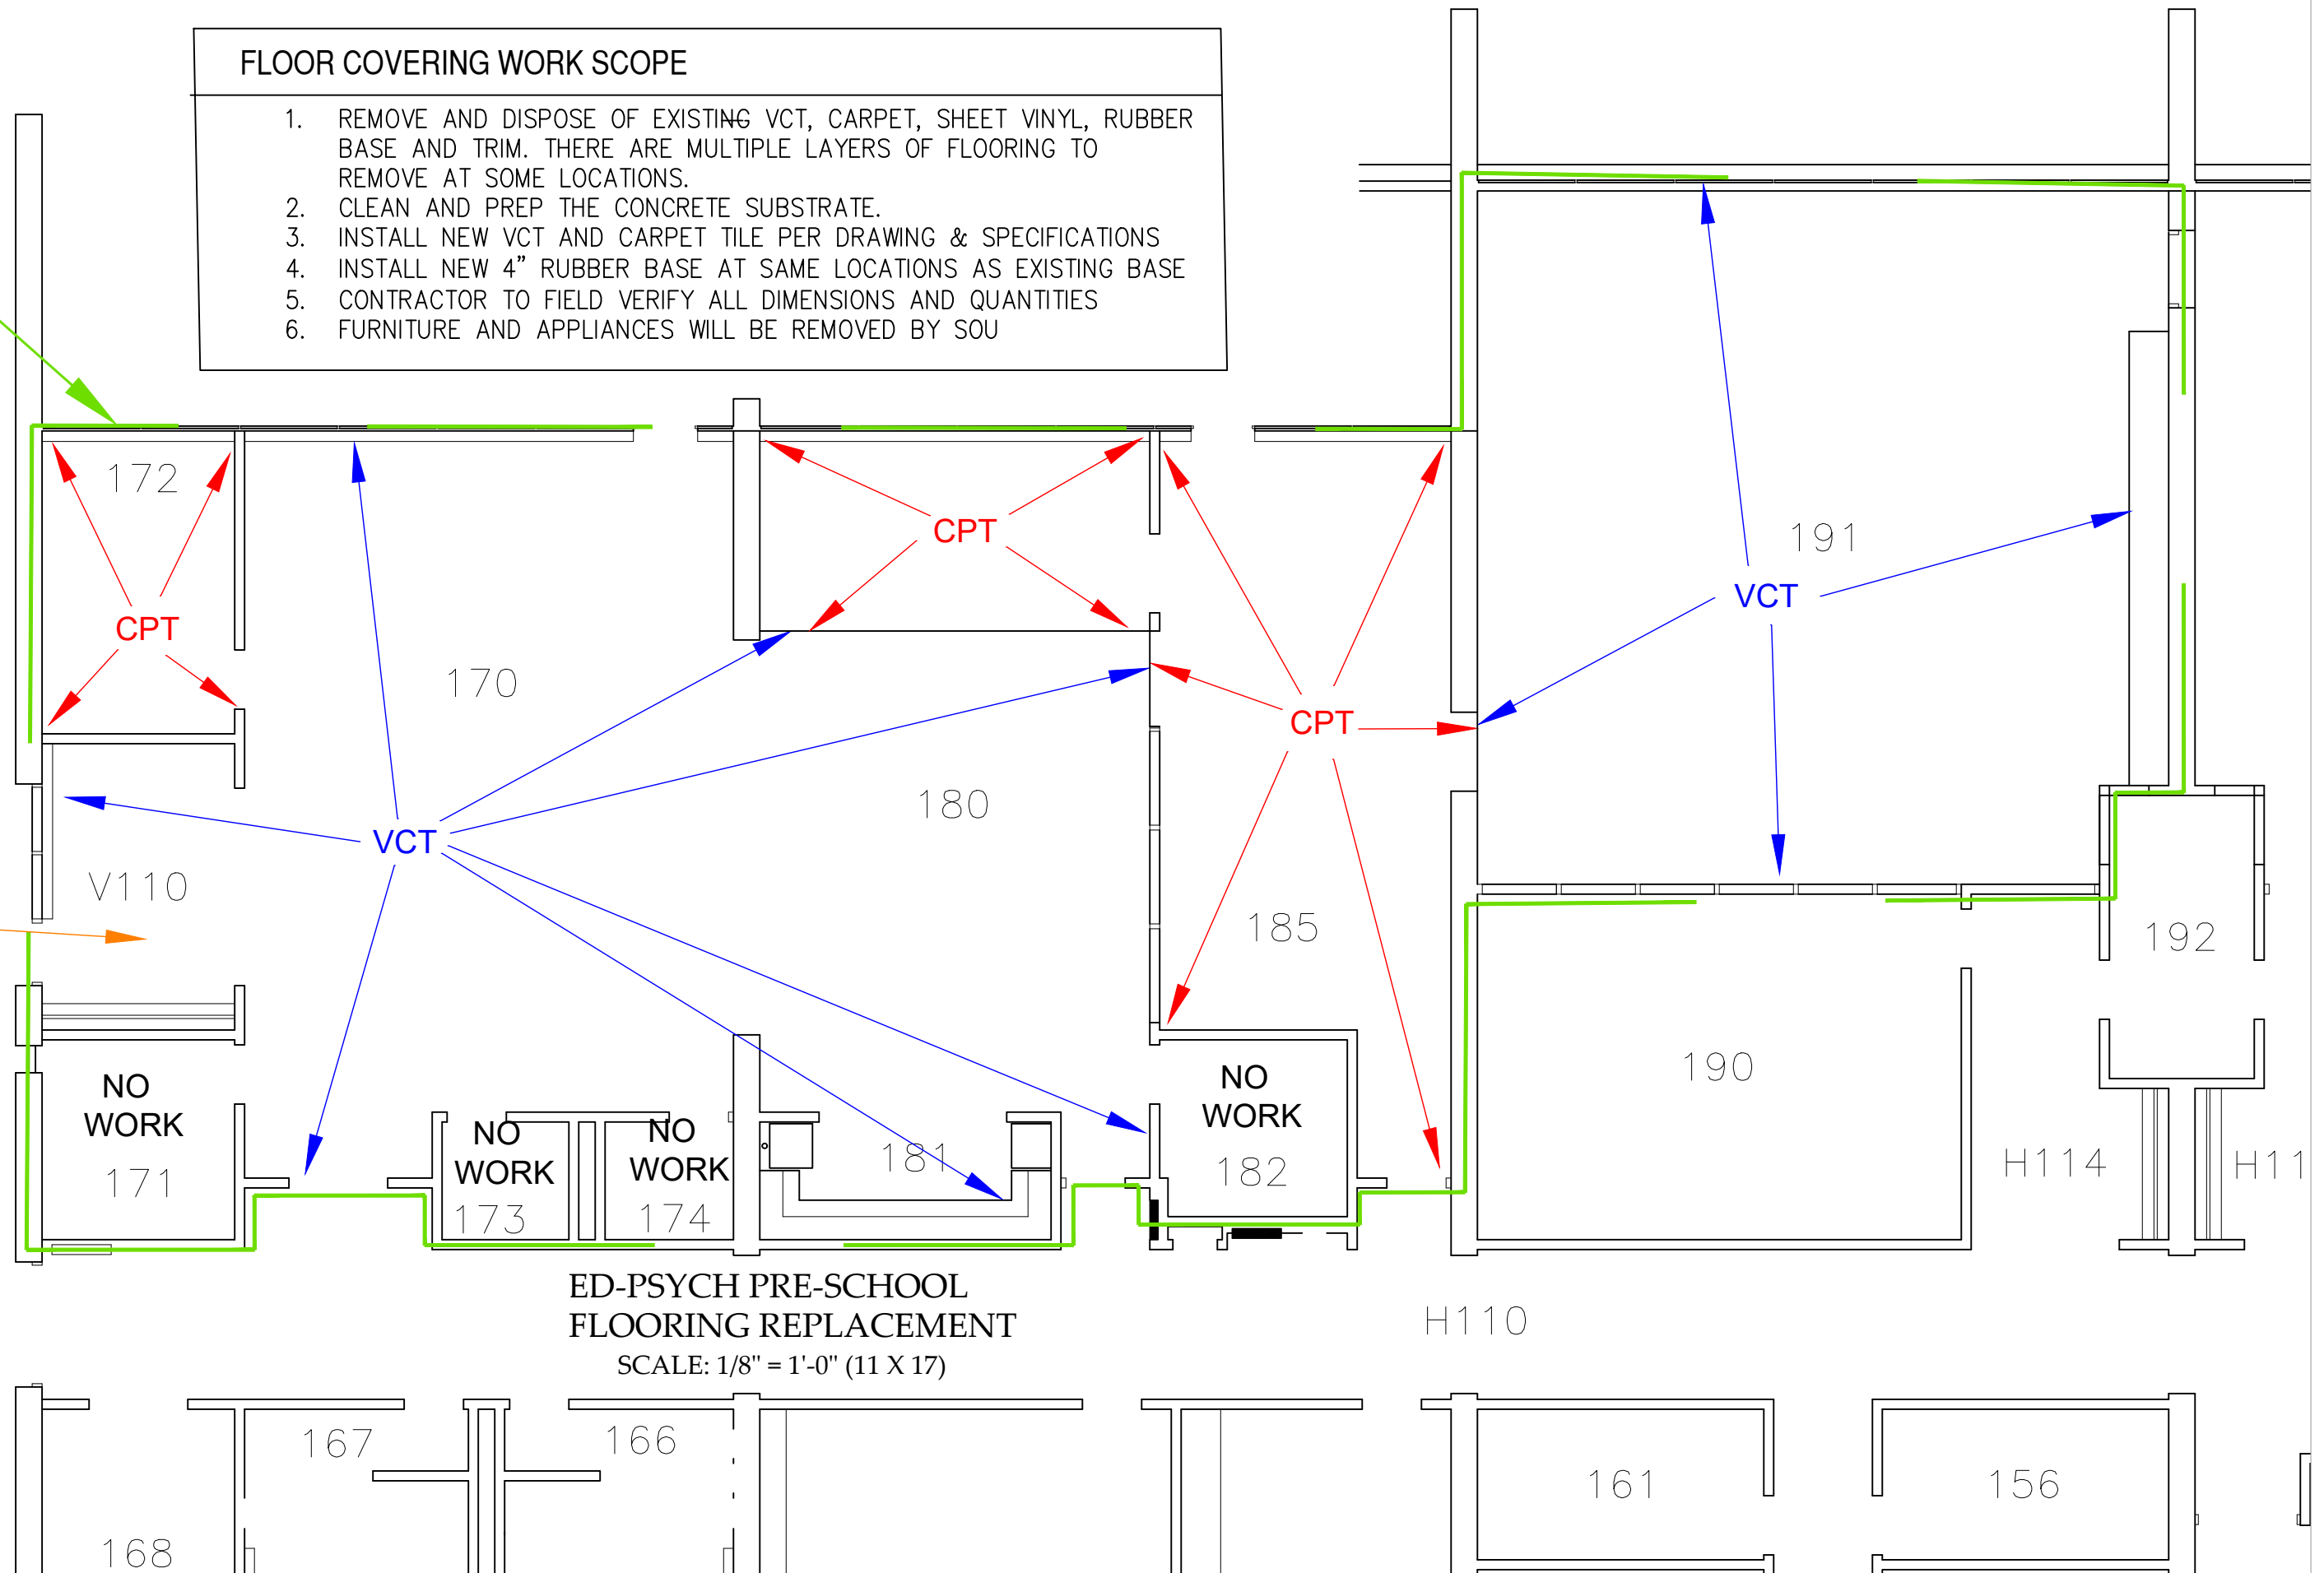 FLOOR COVERING WORK SCOPE
1. REMOVE AND DISPOSE OF EXISTING VCT, CARPET, SHEET VINYL, RUBBER
BASE AND TRIM. THERE ARE MULTIPLE LAYERS OF FLOORING TO
REMOVE AT SOME LOCATIONS.
2. CLEAN AND PREP THE CONCRETE SUBSTRATE.
3. INSTALL NEW VCT AND CARPET TILE PER DRAWING & SPECIFICATIONS
4. INSTALL NEW 4” RUBBER BASE AT SAME LOCATIONS AS EXISTING BASE
5. CONTRACTOR TO FIELD VERIFY ALL DIMENSIONS AND QUANTITIES
6. FURNITURE AND APPLIANCES WILL BE REMOVED BY SOU
172
CPT
191
VCT
CPT
170
CPT
180
VCT
V110
185
192
NO
WORK
171
NO
WORK
173
NO
WORK
174
181
NO
WORK
182
190
H114
H11
ED-PSYCH PRE-SCHOOL
FLOORING REPLACEMENT
SCALE: 1/8" = 1'-0" (11 X 17)
H110
167
166
161
156
168